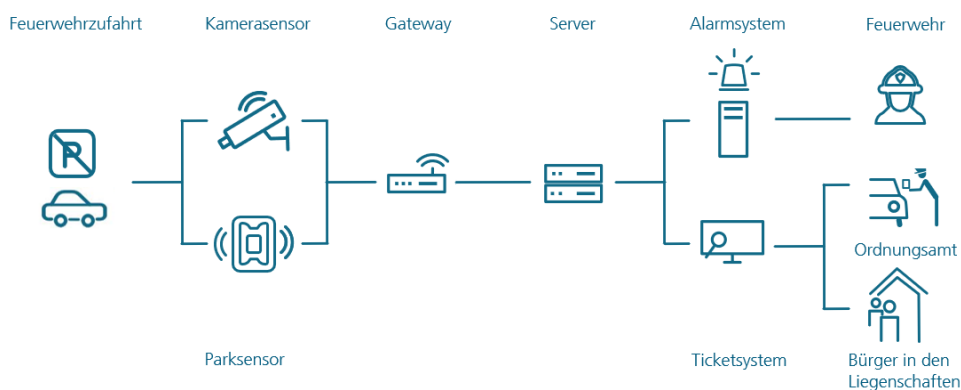 Feuerwehrzufahrt
Kamerasensor
Gateway
Server
Alarmsystem
Feuerwehr
P
Ordnungsamt
Parksensor
Ticketsystem
Bürger in den
Liegenschaften